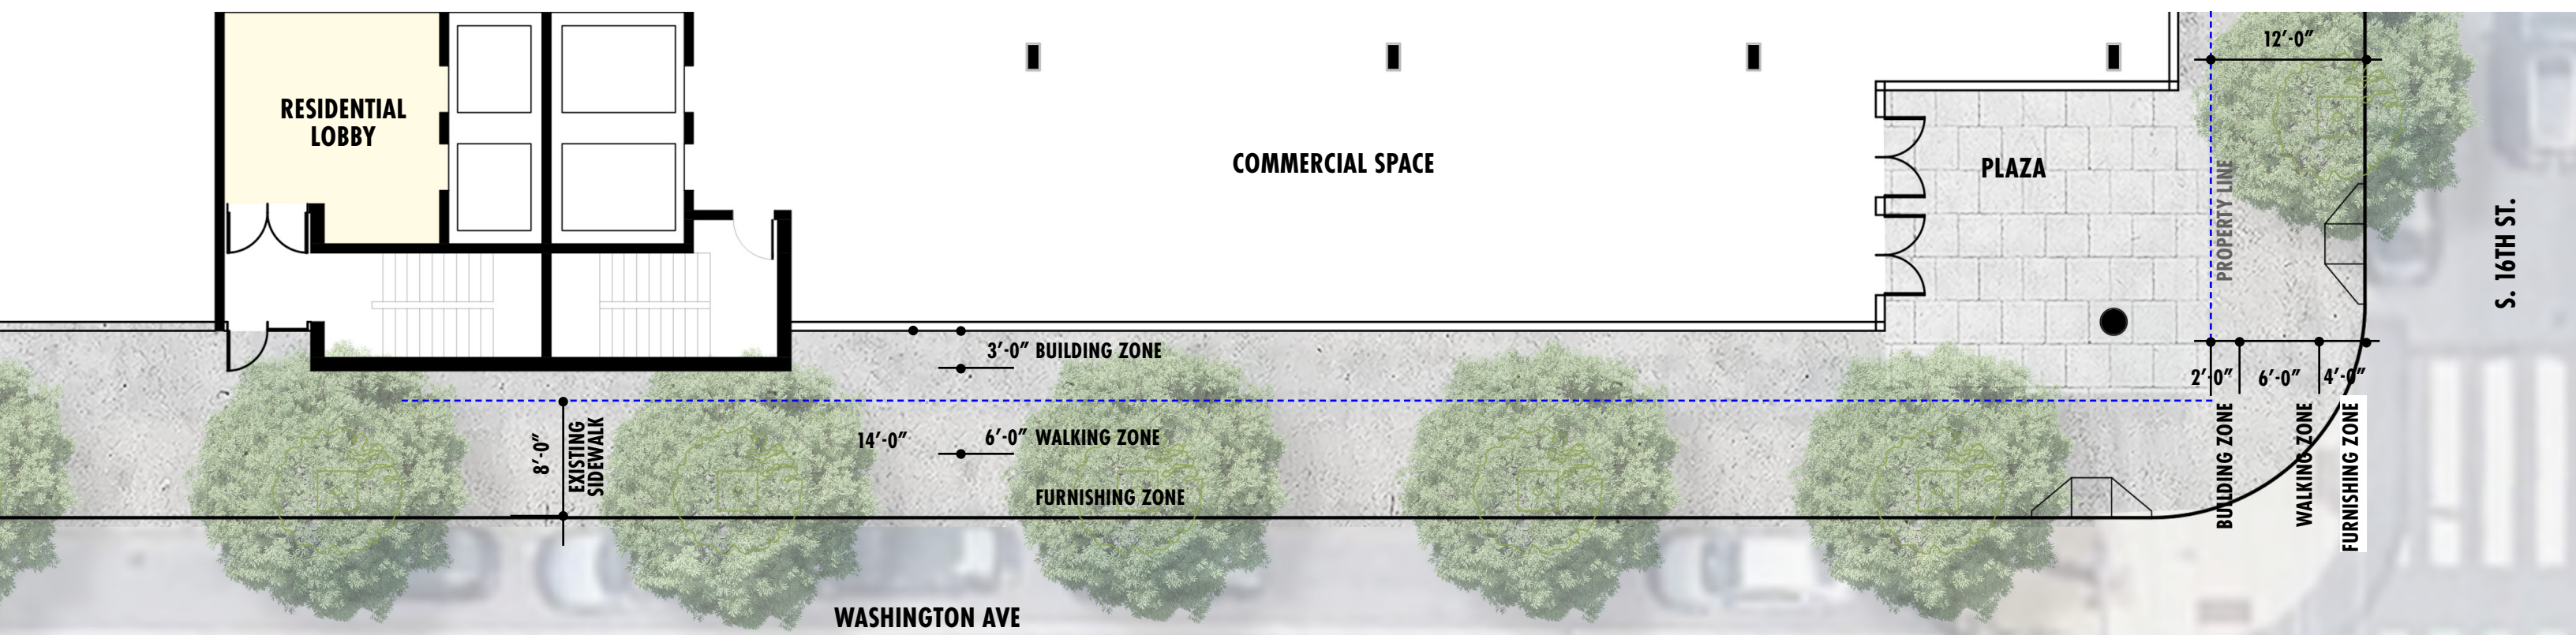 12'-0"
RESIDENTIAL
LOBBY
COMMERCIAL SPACE
PLAZA
PROPERTY LINE
S. 16TH ST.
3'-0" BUILDING ZONE
2'-0"
6'-0"
4'-0"
8'-0"
EXISTING
SIDEWALK
14'-0"
6'-0" WALKING ZONE
FURNISHING ZONE
BUILDING ZONE
WALKING ZONE
FURNISHING ZONE
WASHINGTON AVE